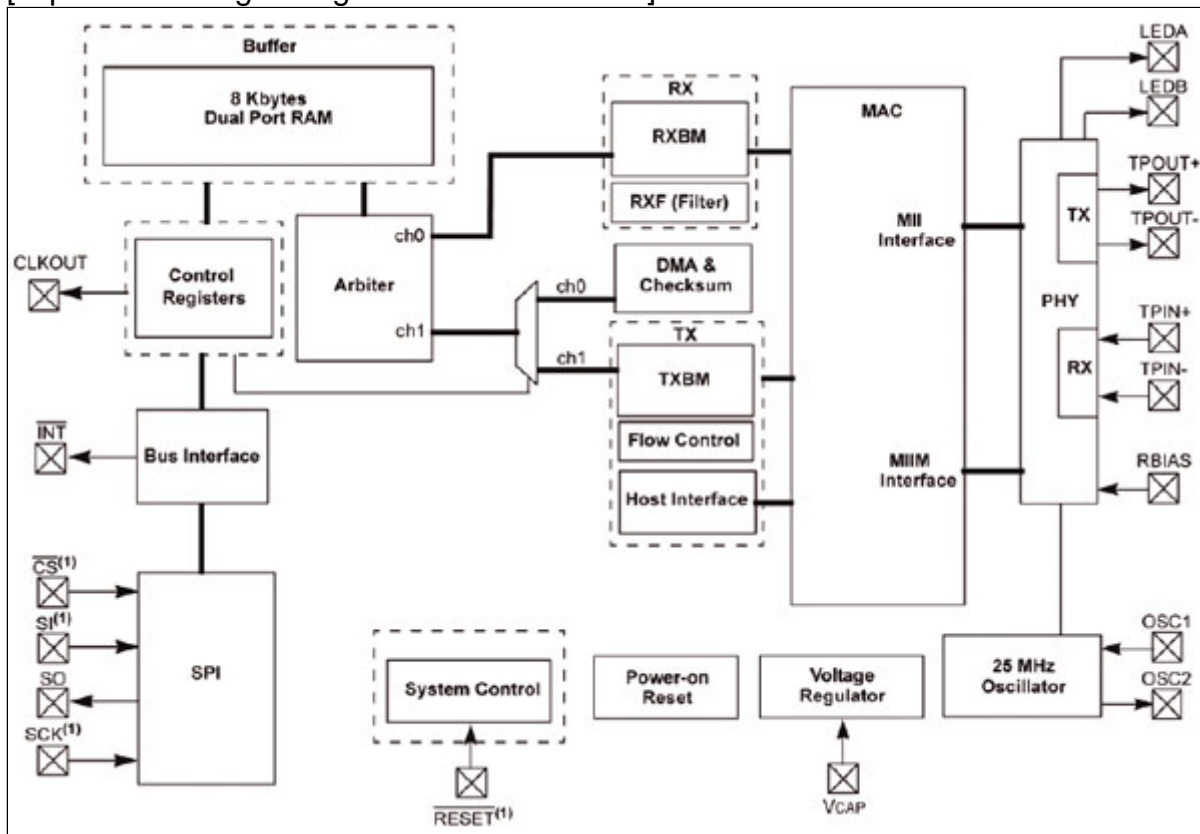 Buffer
8 Kbytes
Dual Port RAM
CLKOUT
Control
Registers
Arbiter
ch0
ch1
ch0
ch1
RX
RXBM
RXF (Filter)
DMA &
Checksum
TX
TXBM
Flow Control
Host Interface
MAC
MII
Interface
MIIM
Interface
PHY
TX
RX
LEDA
LEDB
TPOUT+
TPOUT-
TPIN+
TPIN-
RBIAS
INT
Bus Interface
CS(1)
SI(1)
SO
SCK(1)
SPI
System Control
RESET(1)
Power-on
Reset
Voltage
Regulator
VCAP
25 MHz
Oscillator
OSC1
OSC2